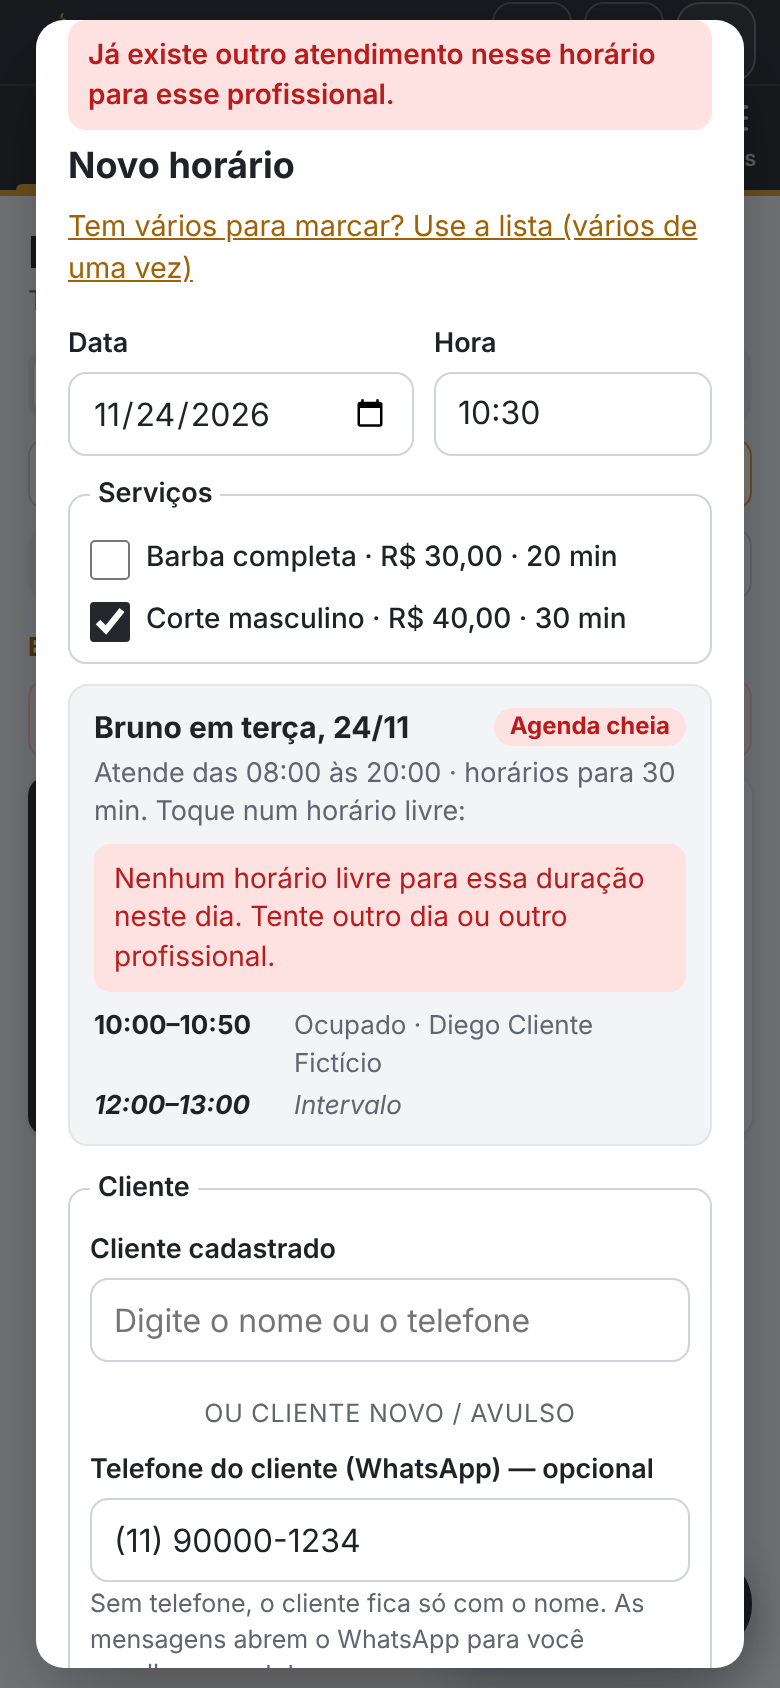 Já existe outro atendimento nesse horário
para esse profissional.
Novo horário
Tem vários para marcar? Use a lista (vários de
uma vez)
Data
Hora
11/24/2026
10:30
Serviços
Barba completa · R$ 30,00 · 20 min
Corte masculino · R$ 40,00 · 30 min
Bruno em terça, 24/11
Agenda cheia
Atende das 08:00 às 20:00 · horários para 30
min. Toque num horário livre:
Nenhum horário livre para essa duração
neste dia. Tente outro dia ou outro
profissional.
10:00–10:50 Ocupado · Diego Cliente
Fictício
12:00–13:00 Intervalo
Cliente
Cliente cadastrado
Digite o nome ou o telefone
OU CLIENTE NOVO / AVULSO
Telefone do cliente (WhatsApp) — opcional
(11) 90000-1234
Sem telefone, o cliente fica só com o nome. As
mensagens abrem o WhatsApp para você